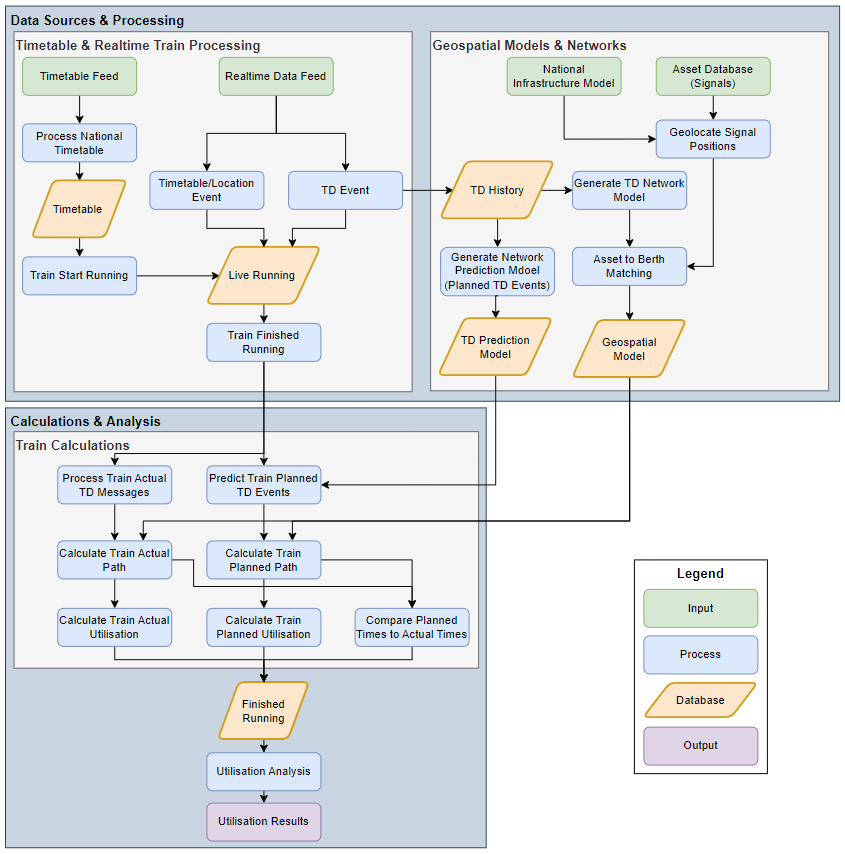 Data Sources & Processing
Timetable & Realtime Train Processing
Timetable Feed
Realtime Data Feed
Process National
Timetable
Timetable/Location
Event
TD Event
Timetable
Train Start Running
Live Running
Train Finished
Running
Geospatial Models & Networks
National
Infrastructure Model
Asset Database
(Signals)
Geolocate Signal
Positions
TD History
Generate TD Network
Model
Generate Network
Prediction Mdoel
(Planned TD Events)
Asset to Berth
Matching
TD Prediction
Model
Geospatial
Model
Calculations & Analysis
Train Calculations
Process Train Actual
TD Messages
Predict Train Planned
TD Events
Calculate Train Actual
Path
Calculate Train
Planned Path
Calculate Train Actual
Utilisation
Calculate Train
Planned Utilisation
Compare Planned
Times to Actual Times
Finished
Running
Utilisation Analysis
Utilisation Results
Legend
Input
Process
Database
Output